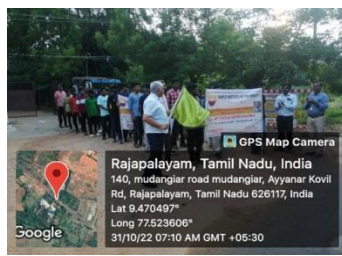 GPS Map Camera
Rajapalayam, Tamil Nadu, India
140, mudangiar road mudangiar, Ayyanar Kovil
Rd, Rajapalayam, Tamil Nadu 626117, India
Lat 9.470497°
Long 77.523606°
31/10/22 07:10 AM GMT +05:30
Google